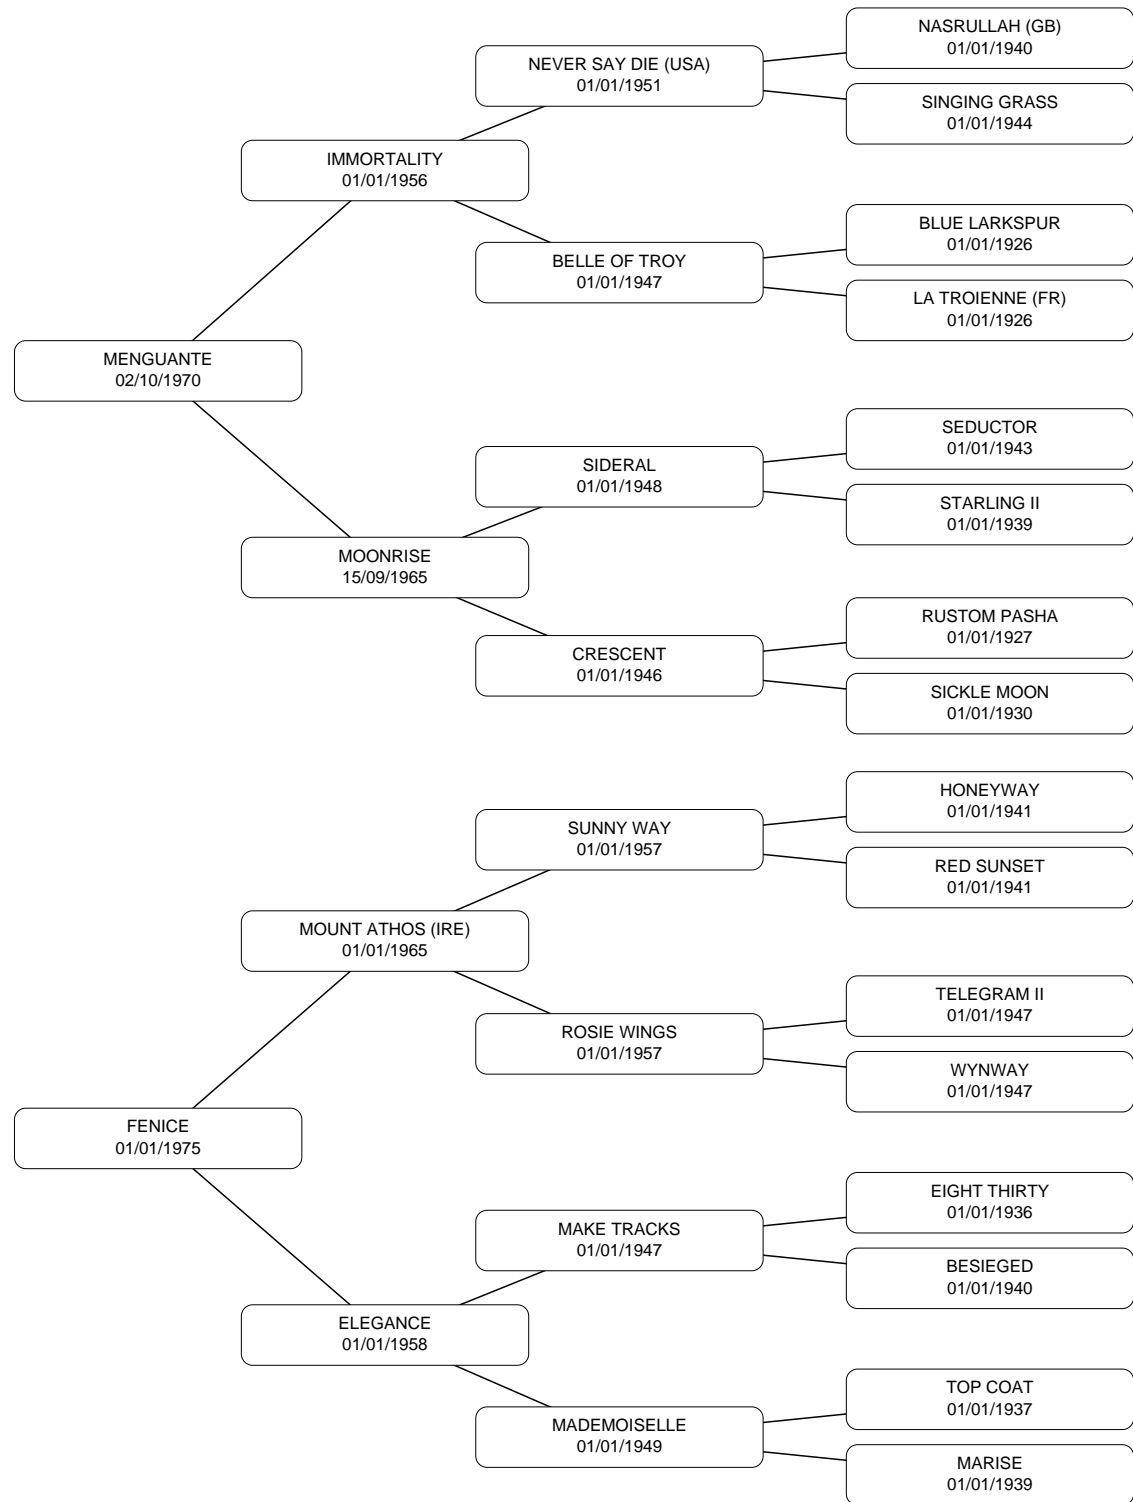 NASRULLAH (GB)
01/01/1940
NEVER SAY DIE (USA)
01/01/1951
SINGING GRASS
01/01/1944
IMMORTALITY
01/01/1956
BLUE LARKSPUR
01/01/1926
BELLE OF TROY
01/01/1947
LA TROIENNE (FR)
01/01/1926
MENGUANTE
02/10/1970
SEDUCTOR
01/01/1943
SIDERAL
01/01/1948
STARLING II
01/01/1939
MOONRISE
15/09/1965
RUSTOM PASHA
01/01/1927
CRESCENT
01/01/1946
SICKLE MOON
01/01/1930
HONEYWAY
01/01/1941
SUNNY WAY
01/01/1957
RED SUNSET
01/01/1941
MOUNT ATHOS (IRE)
01/01/1965
TELEGRAM II
01/01/1947
ROSIE WINGS
01/01/1957
WYNWAY
01/01/1947
FENICE
01/01/1975
EIGHT THIRTY
01/01/1936
MAKE TRACKS
01/01/1947
BESIEGED
01/01/1940
ELEGANCE
01/01/1958
TOP COAT
01/01/1937
MADEMOISELLE
01/01/1949
MARISE
01/01/1939